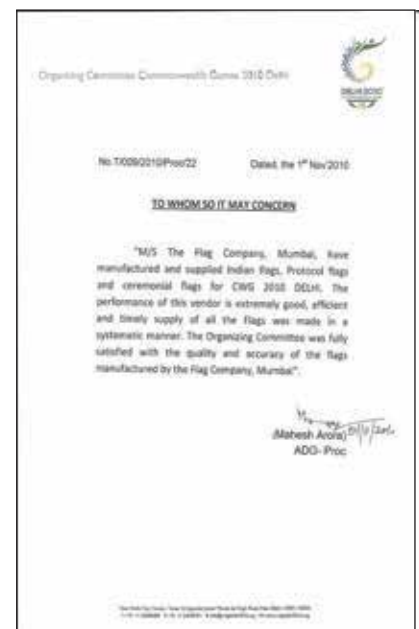 Organizing Committee Commonwealth Games 2010 Delhi
DELHI 2010
No.T/009/2010/Proc/22 Dated, the 1st Nov'2010
TO WHOM SO IT MAY CONCERN
"M/S The Flag Company, Mumbai, have
manufactured and supplied Indian flags, Protocol flags
and ceremonial flags for CWG 2010 DELHI. The
performance of this vendor is extremely good, efficient
and timely supply of all the Flags was made in a
systematic manner. The Organizing Committee was fully
satisfied with the quality and accuracy of the flags
manufactured by the Flag Company, Mumbai".
(Mahesh Arora)
ADG- Proc